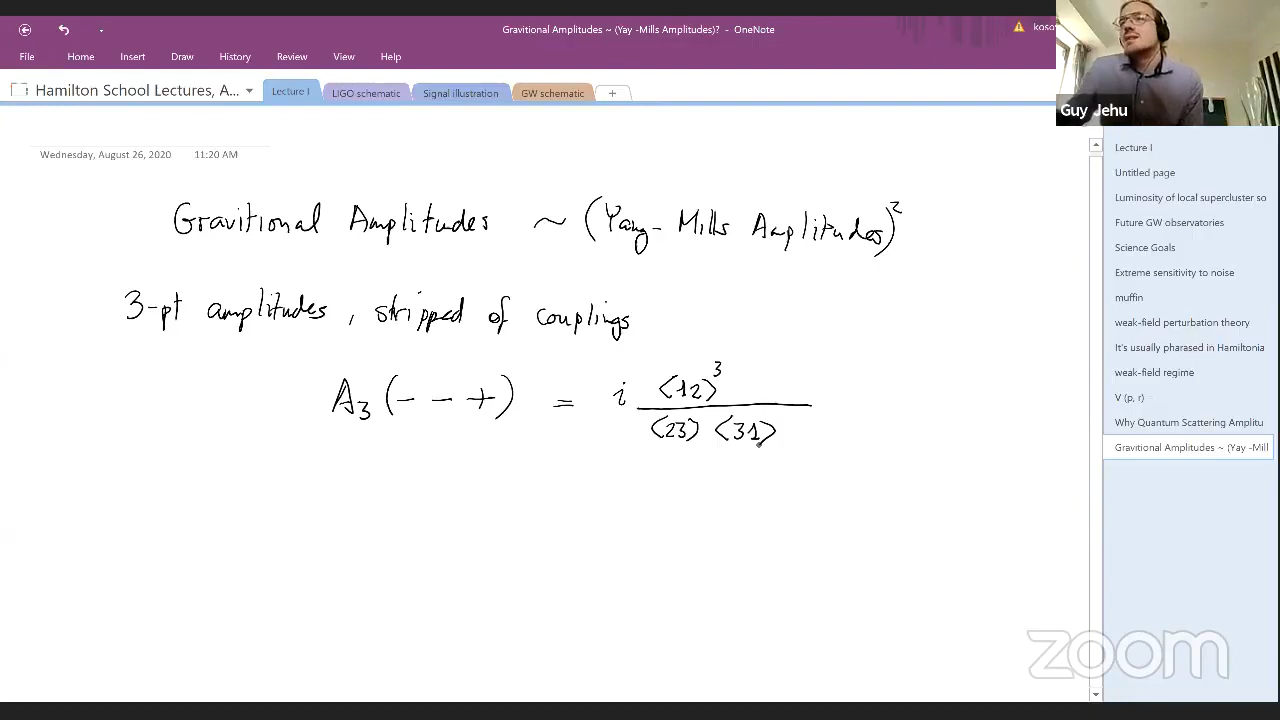 Gravitional Amplitudes ~ (Yay -Mills Amplitudes)? - OneNote
File Home Insert Draw History Review View Help
Hamilton School Lectures, A... Lecture I LIGO schematic Signal illustration GW schematic +
Guy Jehu
Wednesday, August 26, 2020 11:20 AM
Gravitional Amplitudes ~ (Yang-Mills Amplitudes)²
3-pt amplitudes, stripped of couplings
A₃(- - +) = i ⟨12⟩³
⟨23⟩ ⟨31⟩
Lecture I
Untitled page
Luminosity of local supercluster so
Future GW observatories
Science Goals
Extreme sensitivity to noise
muffin
weak-field perturbation theory
It's usually pharased in Hamiltonia
weak-field regime
V (p, r)
Why Quantum Scattering Amplitu
Gravitional Amplitudes ~ (Yay -Mill
zoom